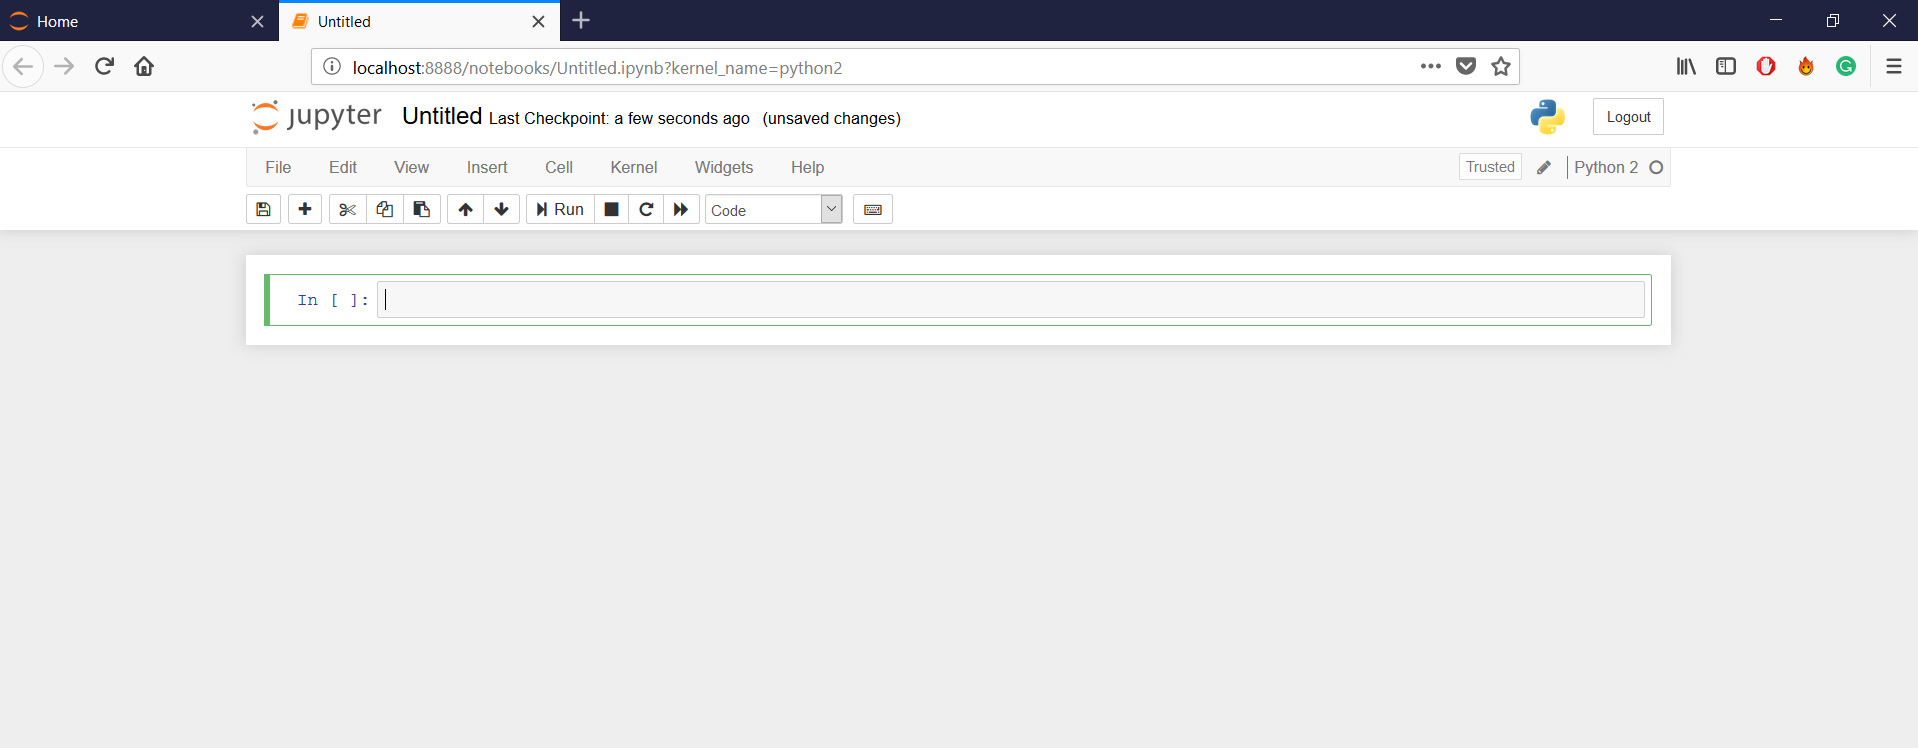 Home
Untitled
localhost:8888/notebooks/Untitled.ipynb?kernel_name=python2
jupyter Untitled Last Checkpoint: a few seconds ago (unsaved changes)
Logout
File Edit View Insert Cell Kernel Widgets Help
Trusted Python 2
Run Code
In [ ]: